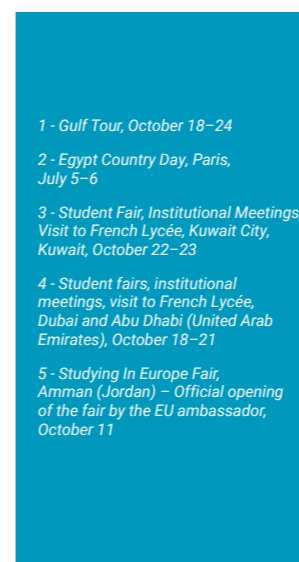 1 - Gulf Tour, October 18–24
2 - Egypt Country Day, Paris,
July 5–6
3 - Student Fair, Institutional Meetings,
Visit to French Lycée, Kuwait City,
Kuwait, October 22–23
4 - Student fairs, institutional
meetings, visit to French Lycée,
Dubai and Abu Dhabi (United Arab
Emirates), October 18–21
5 - Studying In Europe Fair,
Amman (Jordan) – Official opening
of the fair by the EU ambassador,
October 11